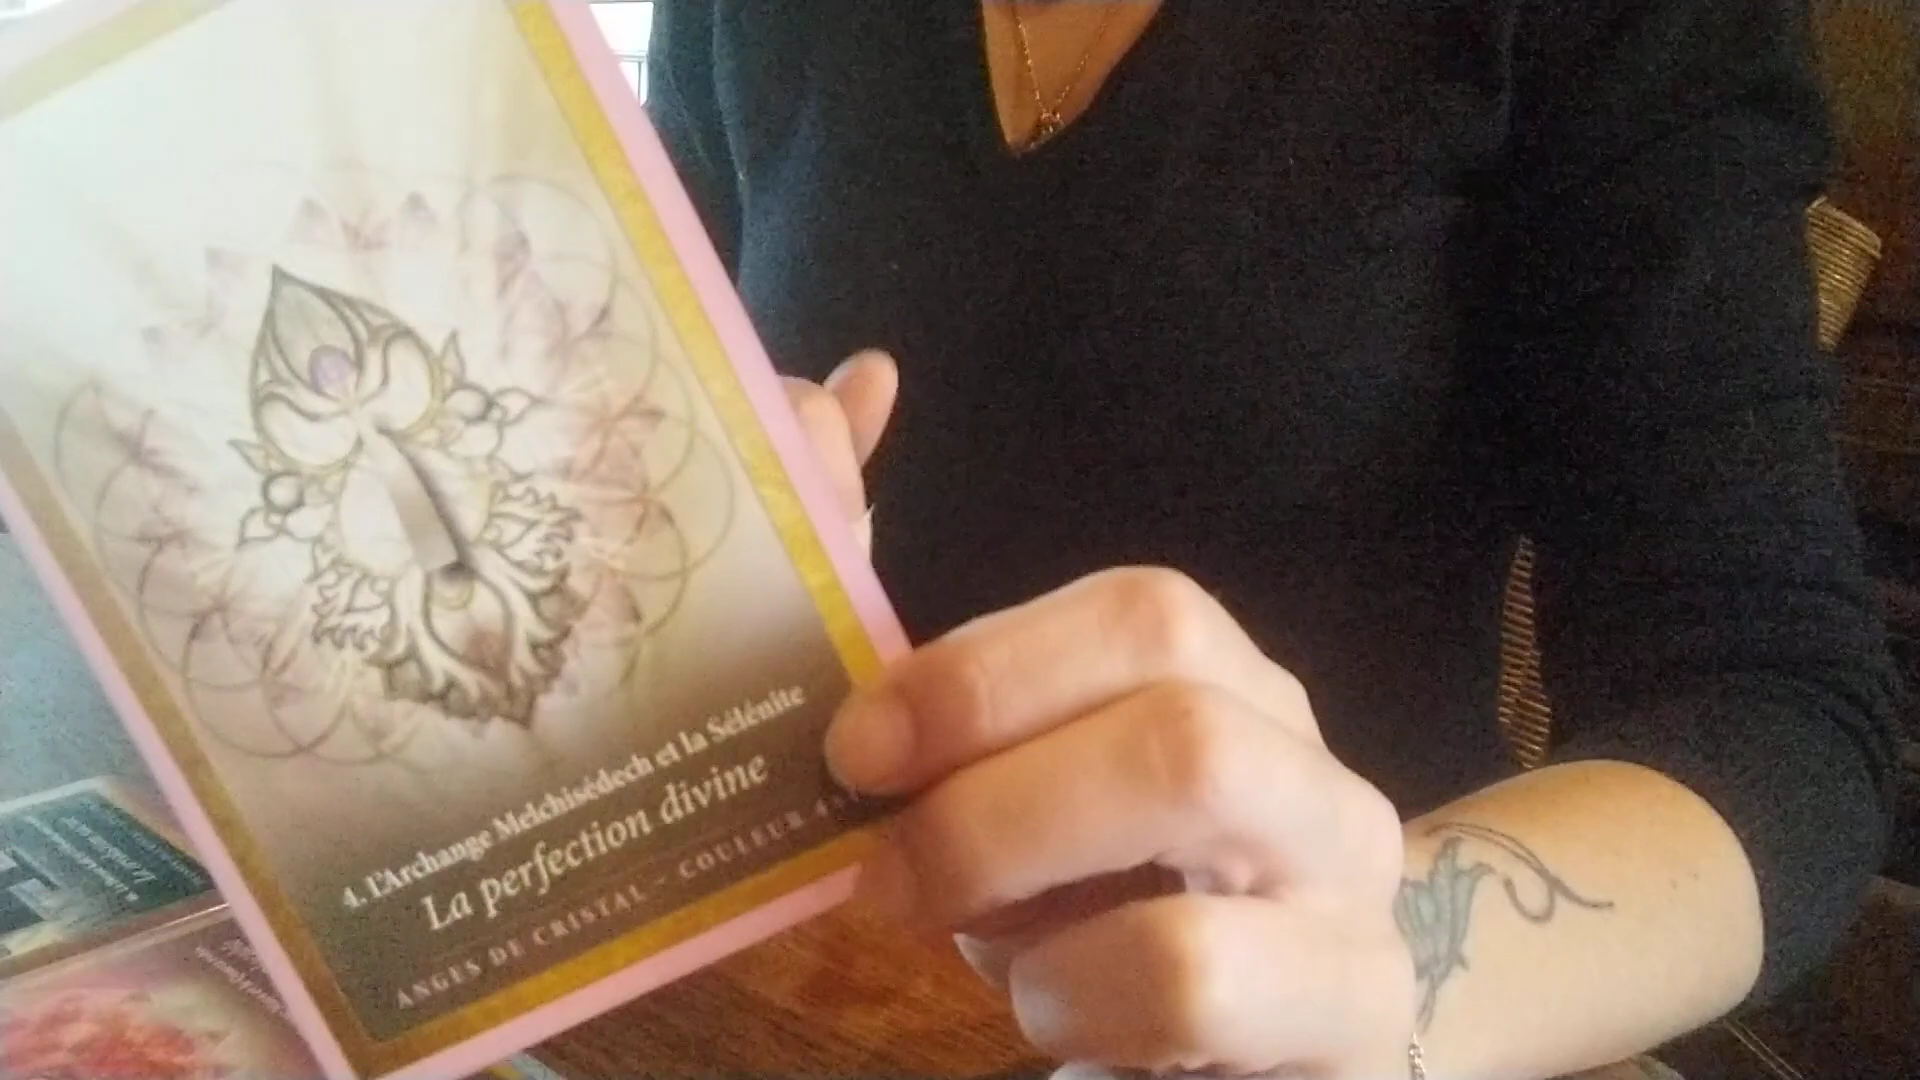 4. L'Archange Melchisédech et la Sélénite
La perfection divine
ANGES DE CRISTAL - COULEUR